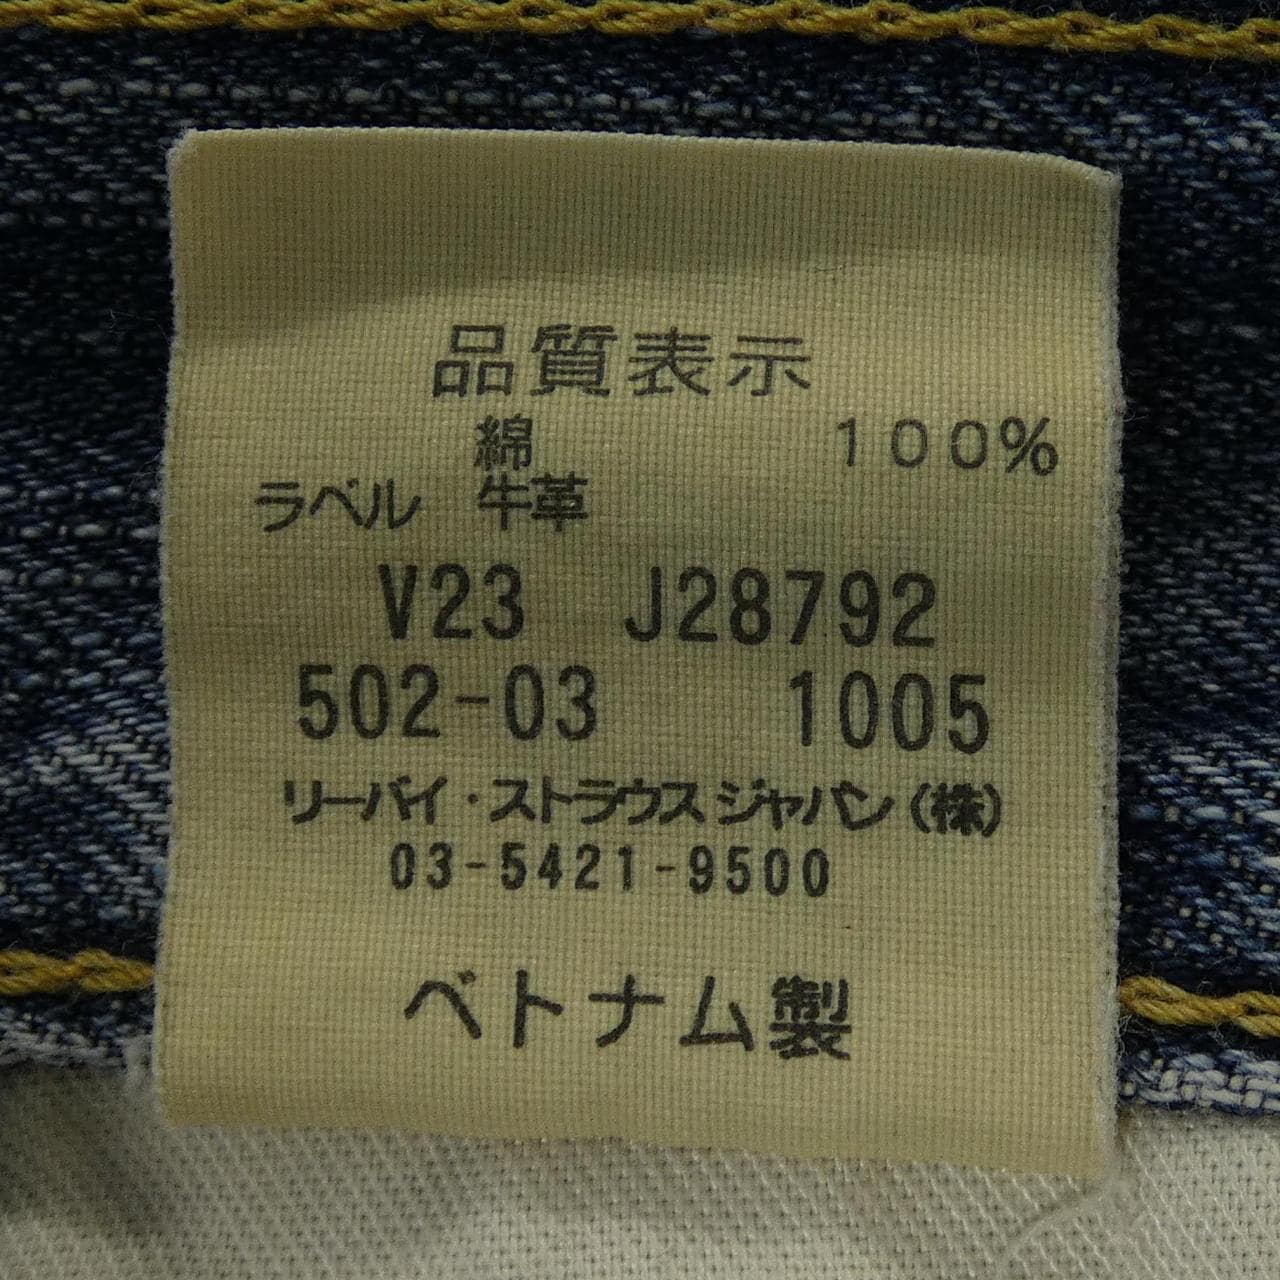 品質表示
綿 １００％
ラベル 牛革
V23 J28792
502-03 1005
リーバイ・ストラウス ジャパン（株）
03-5421-9500
ベトナム製